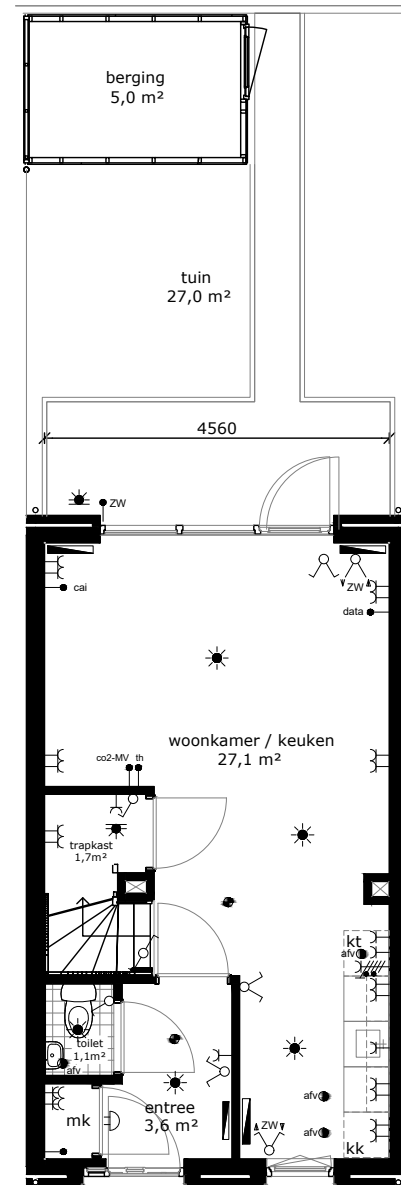 berging
5,0 m²
tuin
27,0 m²
4560
ZW
cai
ZW
data
woonkamer / keuken
27,1 m²
co2-MV th
trapkast
1,7m²
kt
afv
toilet
1,1m²
afv
mk
entree
3,6 m²
afv
ZW
afv
kk